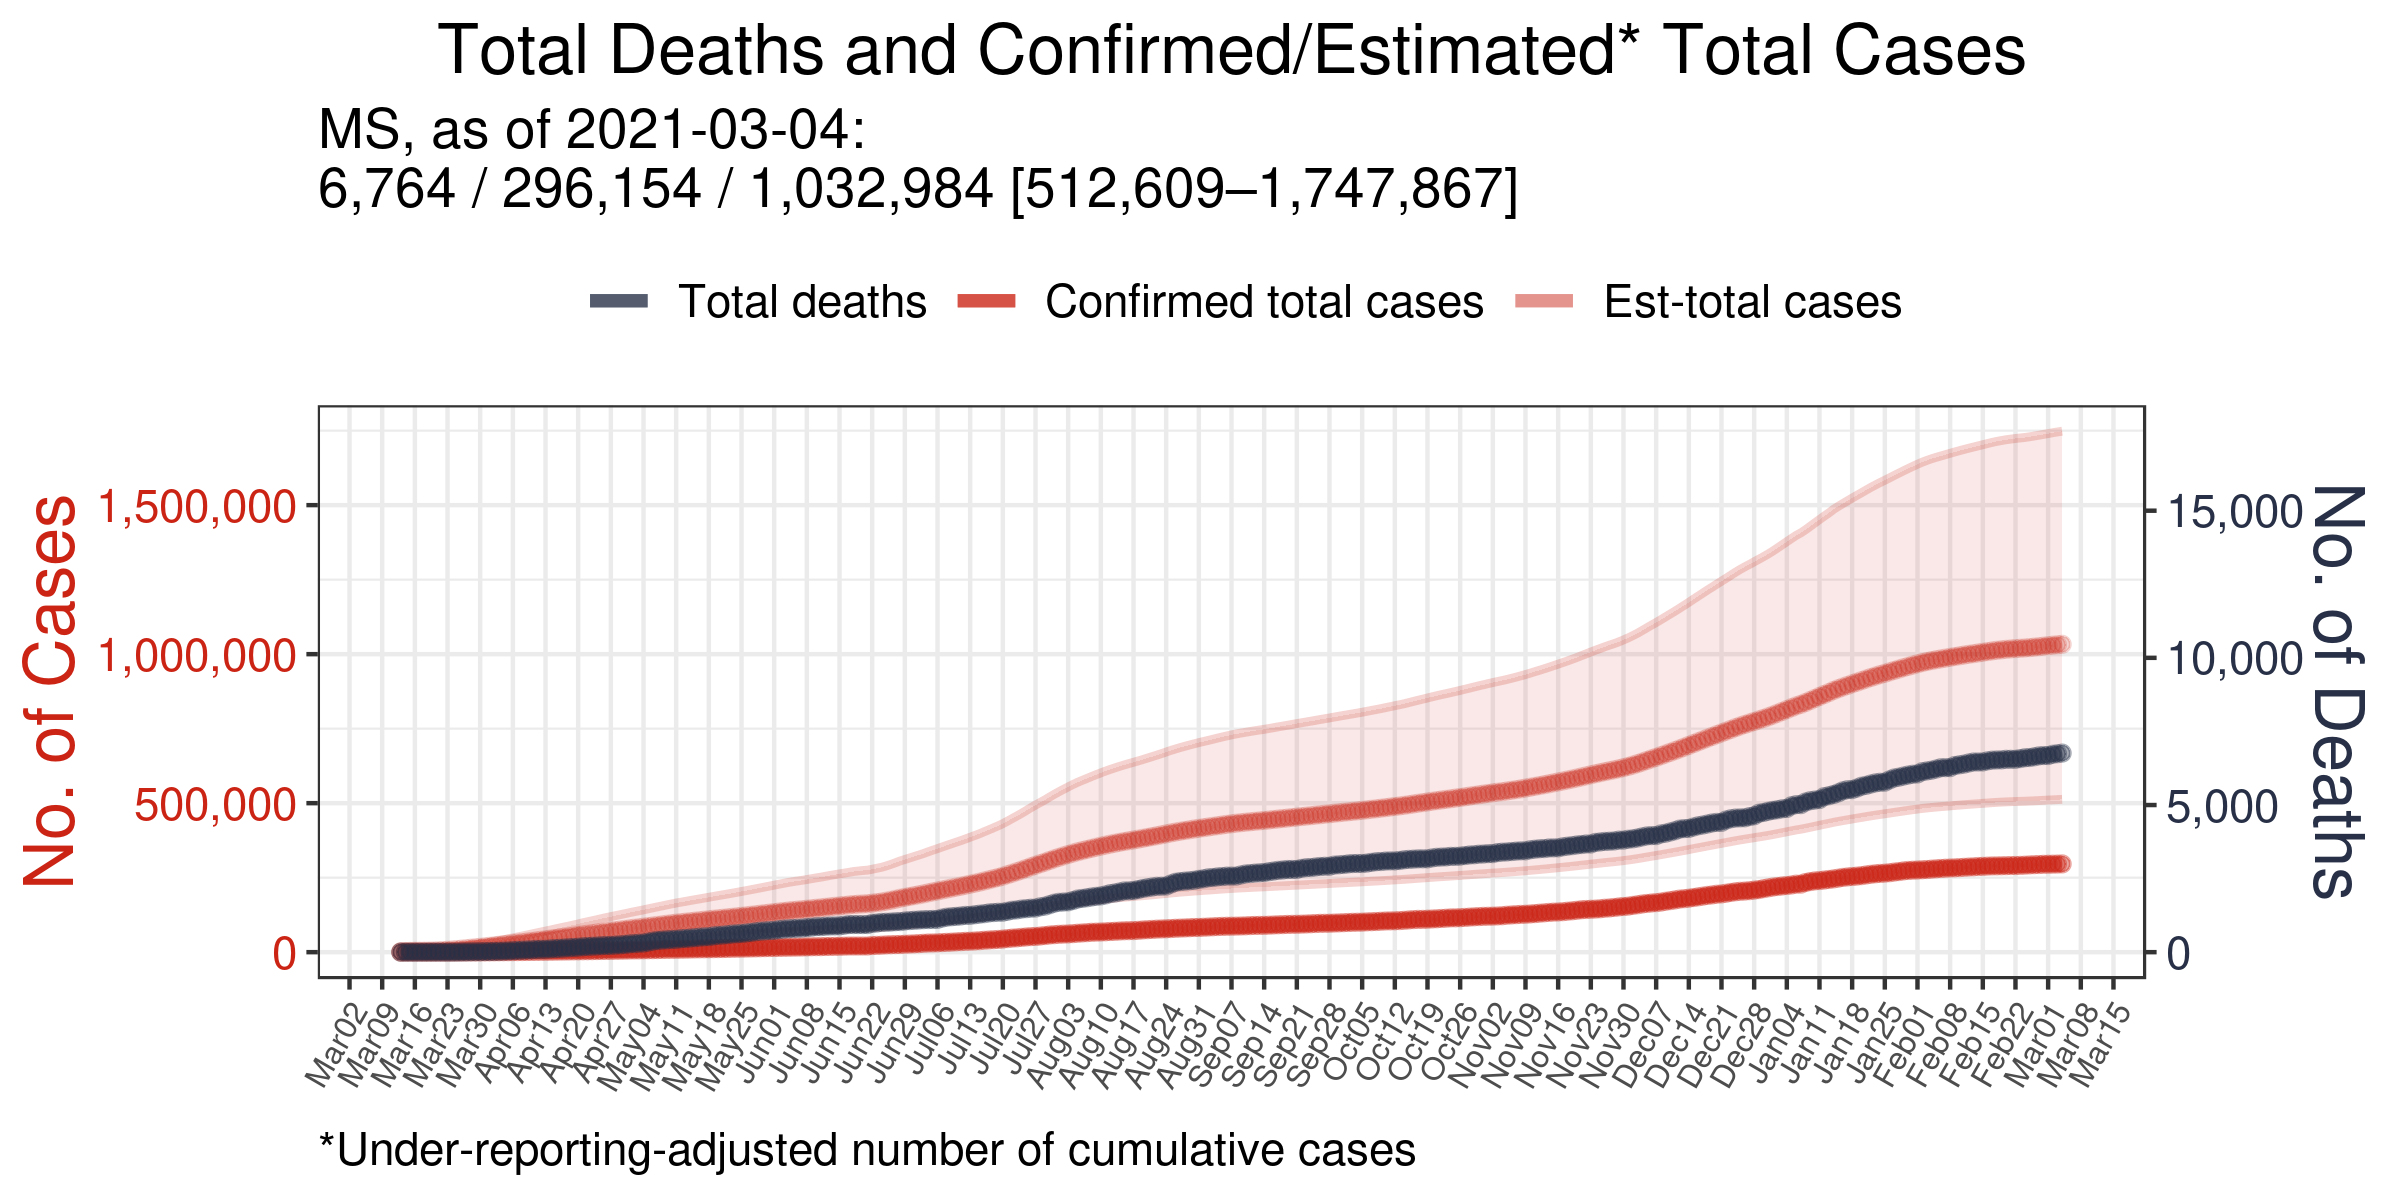 Total Deaths and Confirmed/Estimated* Total Cases
MS, as of 2021-03-04:
6,764 / 296,154 / 1,032,984 [512,609–1,747,867]
Total deaths
Confirmed total cases
Est-total cases
No. of Cases
1,500,000
1,000,000
500,000
0
15,000
10,000
5,000
0
No. of Deaths
Mar02
Mar09
Mar16
Mar23
Mar30
Apr06
Apr13
Apr20
Apr27
May04
May11
May18
May25
Jun01
Jun08
Jun15
Jun22
Jun29
Jul06
Jul13
Jul20
Jul27
Aug03
Aug10
Aug17
Aug24
Aug31
Sep07
Sep14
Sep21
Sep28
Oct05
Oct12
Oct19
Oct26
Nov02
Nov09
Nov16
Nov23
Nov30
Dec07
Dec14
Dec21
Dec28
Jan04
Jan11
Jan18
Jan25
Feb01
Feb08
Feb15
Feb22
Mar01
Mar08
Mar15
*Under-reporting-adjusted number of cumulative cases